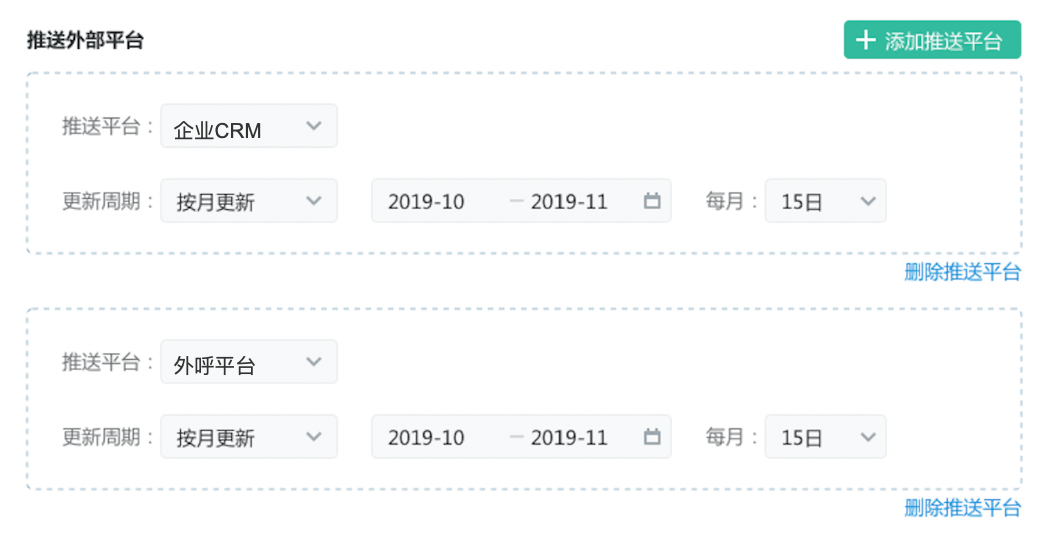 推送外部平台 添加推送平台
推送平台： 企业CRM
更新周期： 按月更新 2019-10 — 2019-11 每月： 15日
删除推送平台
推送平台： 外呼平台
更新周期： 按月更新 2019-10 — 2019-11 每月： 15日
删除推送平台